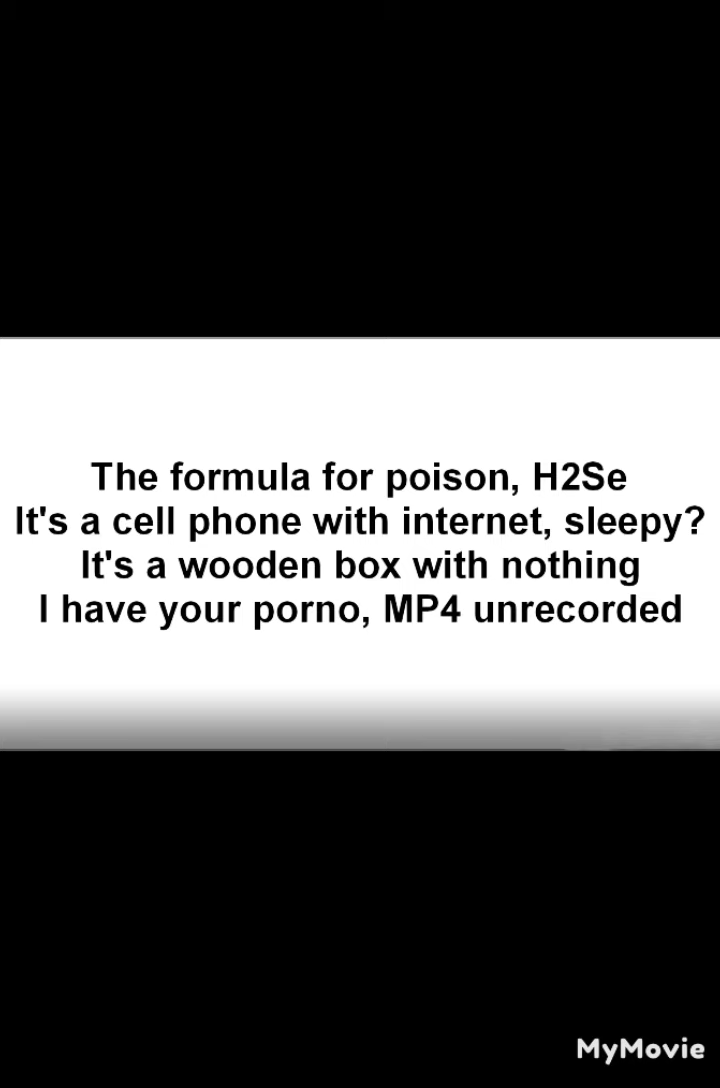 The formula for poison, H2Se
It's a cell phone with internet, sleepy?
It's a wooden box with nothing
I have your porno, MP4 unrecorded
MyMovie